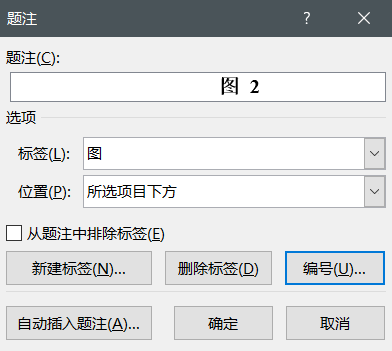 题注
题注(C):
图 2
选项
标签(L): 图
位置(P): 所选项目下方
从题注中排除标签(E)
新建标签(N)... 删除标签(D) 编号(U)...
自动插入题注(A)... 确定 取消